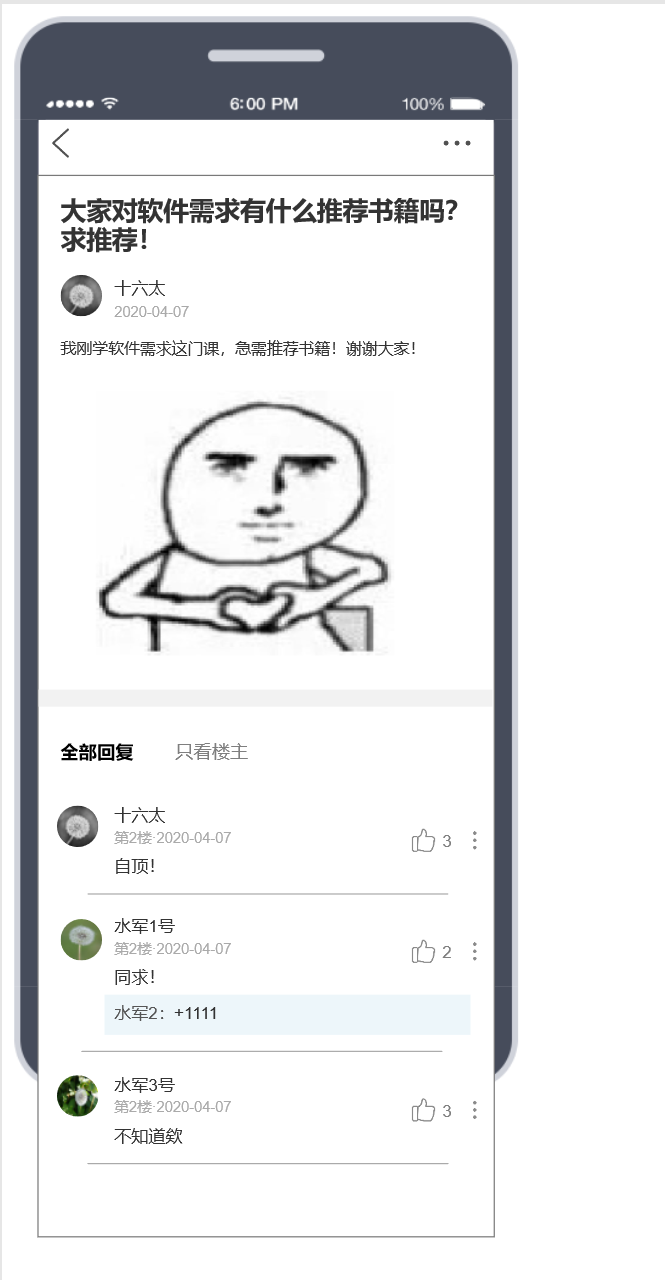 6:00 PM
100%
大家对软件需求有什么推荐书籍吗？
求推荐！
十六太
2020-04-07
我刚学软件需求这门课，急需推荐书籍！谢谢大家！
全部回复
只看楼主
十六太
第2楼·2020-04-07
3
自顶！
水军1号
第2楼·2020-04-07
2
同求！
水军2：+1111
水军3号
第2楼·2020-04-07
3
不知道欸